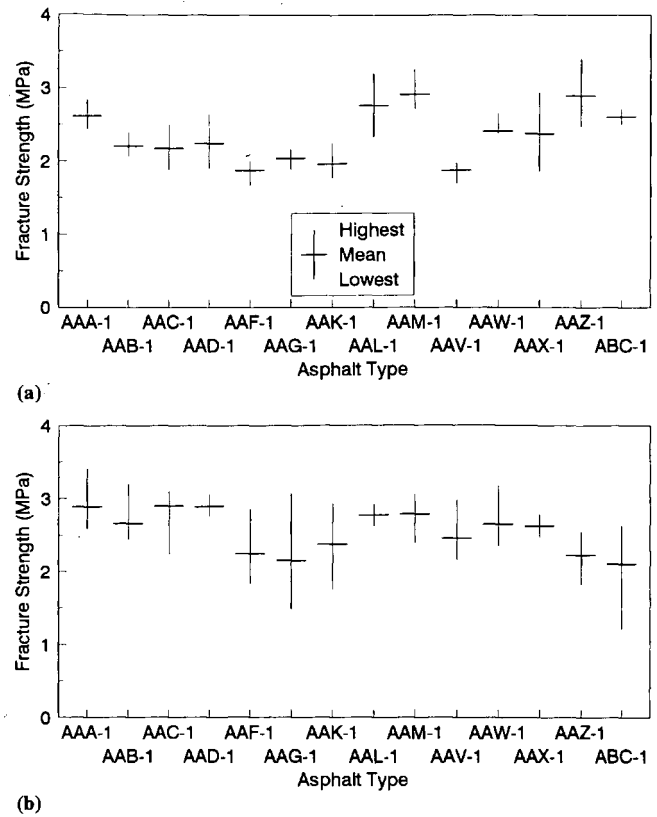 4
3
2
1
0
Fracture Strength (MPa)
Highest
Mean
Lowest
AAA-1 AAC-1 AAF-1 AAK-1 AAM-1 AAW-1 AAZ-1
AAB-1 AAD-1 AAG-1 AAL-1 AAV-1 AAX-1 ABC-1
Asphalt Type
(a)
4
3
2
1
0
Fracture Strength (MPa)
AAA-1 AAC-1 AAF-1 AAK-1 AAM-1 AAW-1 AAZ-1
AAB-1 AAD-1 AAG-1 AAL-1 AAV-1 AAX-1 ABC-1
Asphalt Type
(b)